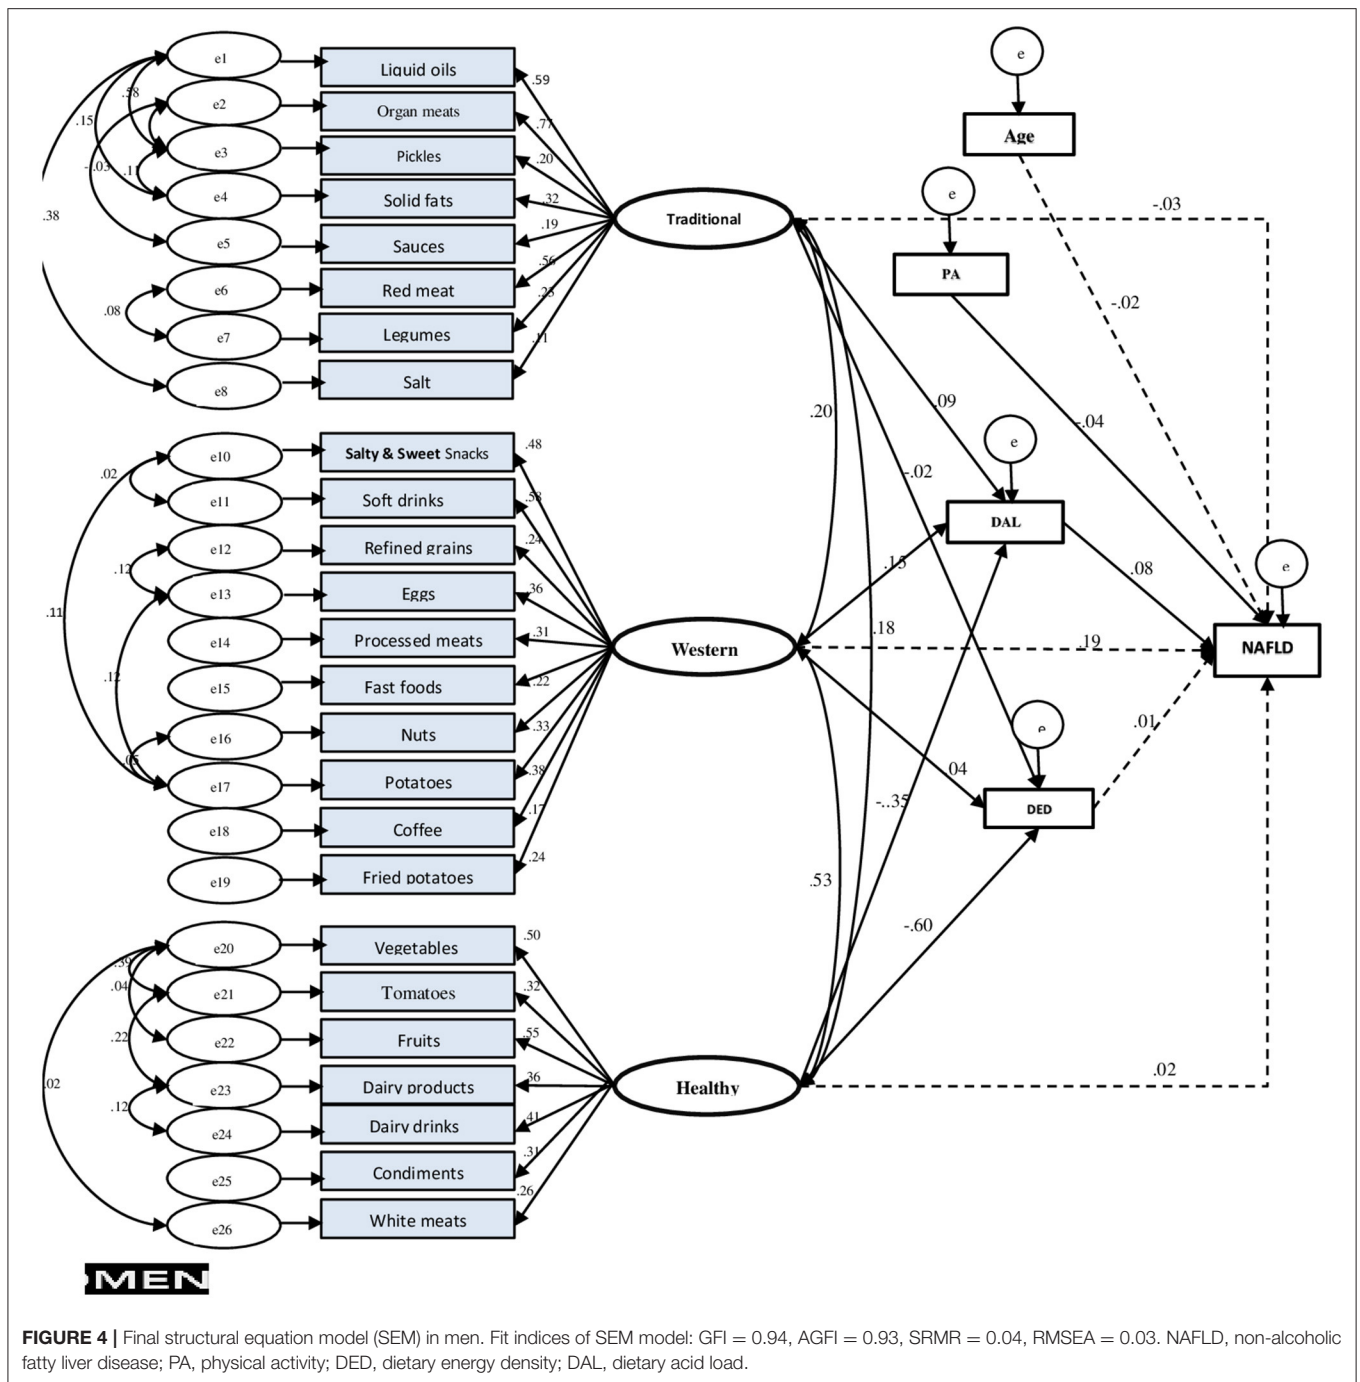 e1
Liquid oils
.59
e2
Organ meats
.77
e3
Pickles
.20
e4
Solid fats
.32
e5
Sauces
.19
e6
Red meat
.56
e7
Legumes
.23
e8
Salt
.11
.58
.15
-.03
.11
.38
.08
Traditional
e10
Salty & Sweet Snacks
.48
e11
Soft drinks
.58
e12
Refined grains
.24
e13
Eggs
.36
e14
Processed meats
.31
e15
Fast foods
.22
e16
Nuts
.33
e17
Potatoes
.38
e18
Coffee
.17
e19
Fried potatoes
.24
.02
.12
.11
.12
.05
Western
e20
Vegetables
.50
e21
Tomatoes
.32
e22
Fruits
.55
e23
Dairy products
.36
e24
Dairy drinks
.41
e25
Condiments
.31
e26
White meats
.26
.39
.04
.22
.02
.12
Healthy
e
Age
e
PA
-.03
-.02
-.04
.09
-.02
.20
e
DAL
.15
.08
.18
.19
e
NAFLD
e
DED
.01
04
-.35
.53
-.60
.02
MEN
FIGURE 4 | Final structural equation model (SEM) in men. Fit indices of SEM model: GFI = 0.94, AGFI = 0.93, SRMR = 0.04, RMSEA = 0.03. NAFLD, non-alcoholic
fatty liver disease; PA, physical activity; DED, dietary energy density; DAL, dietary acid load.